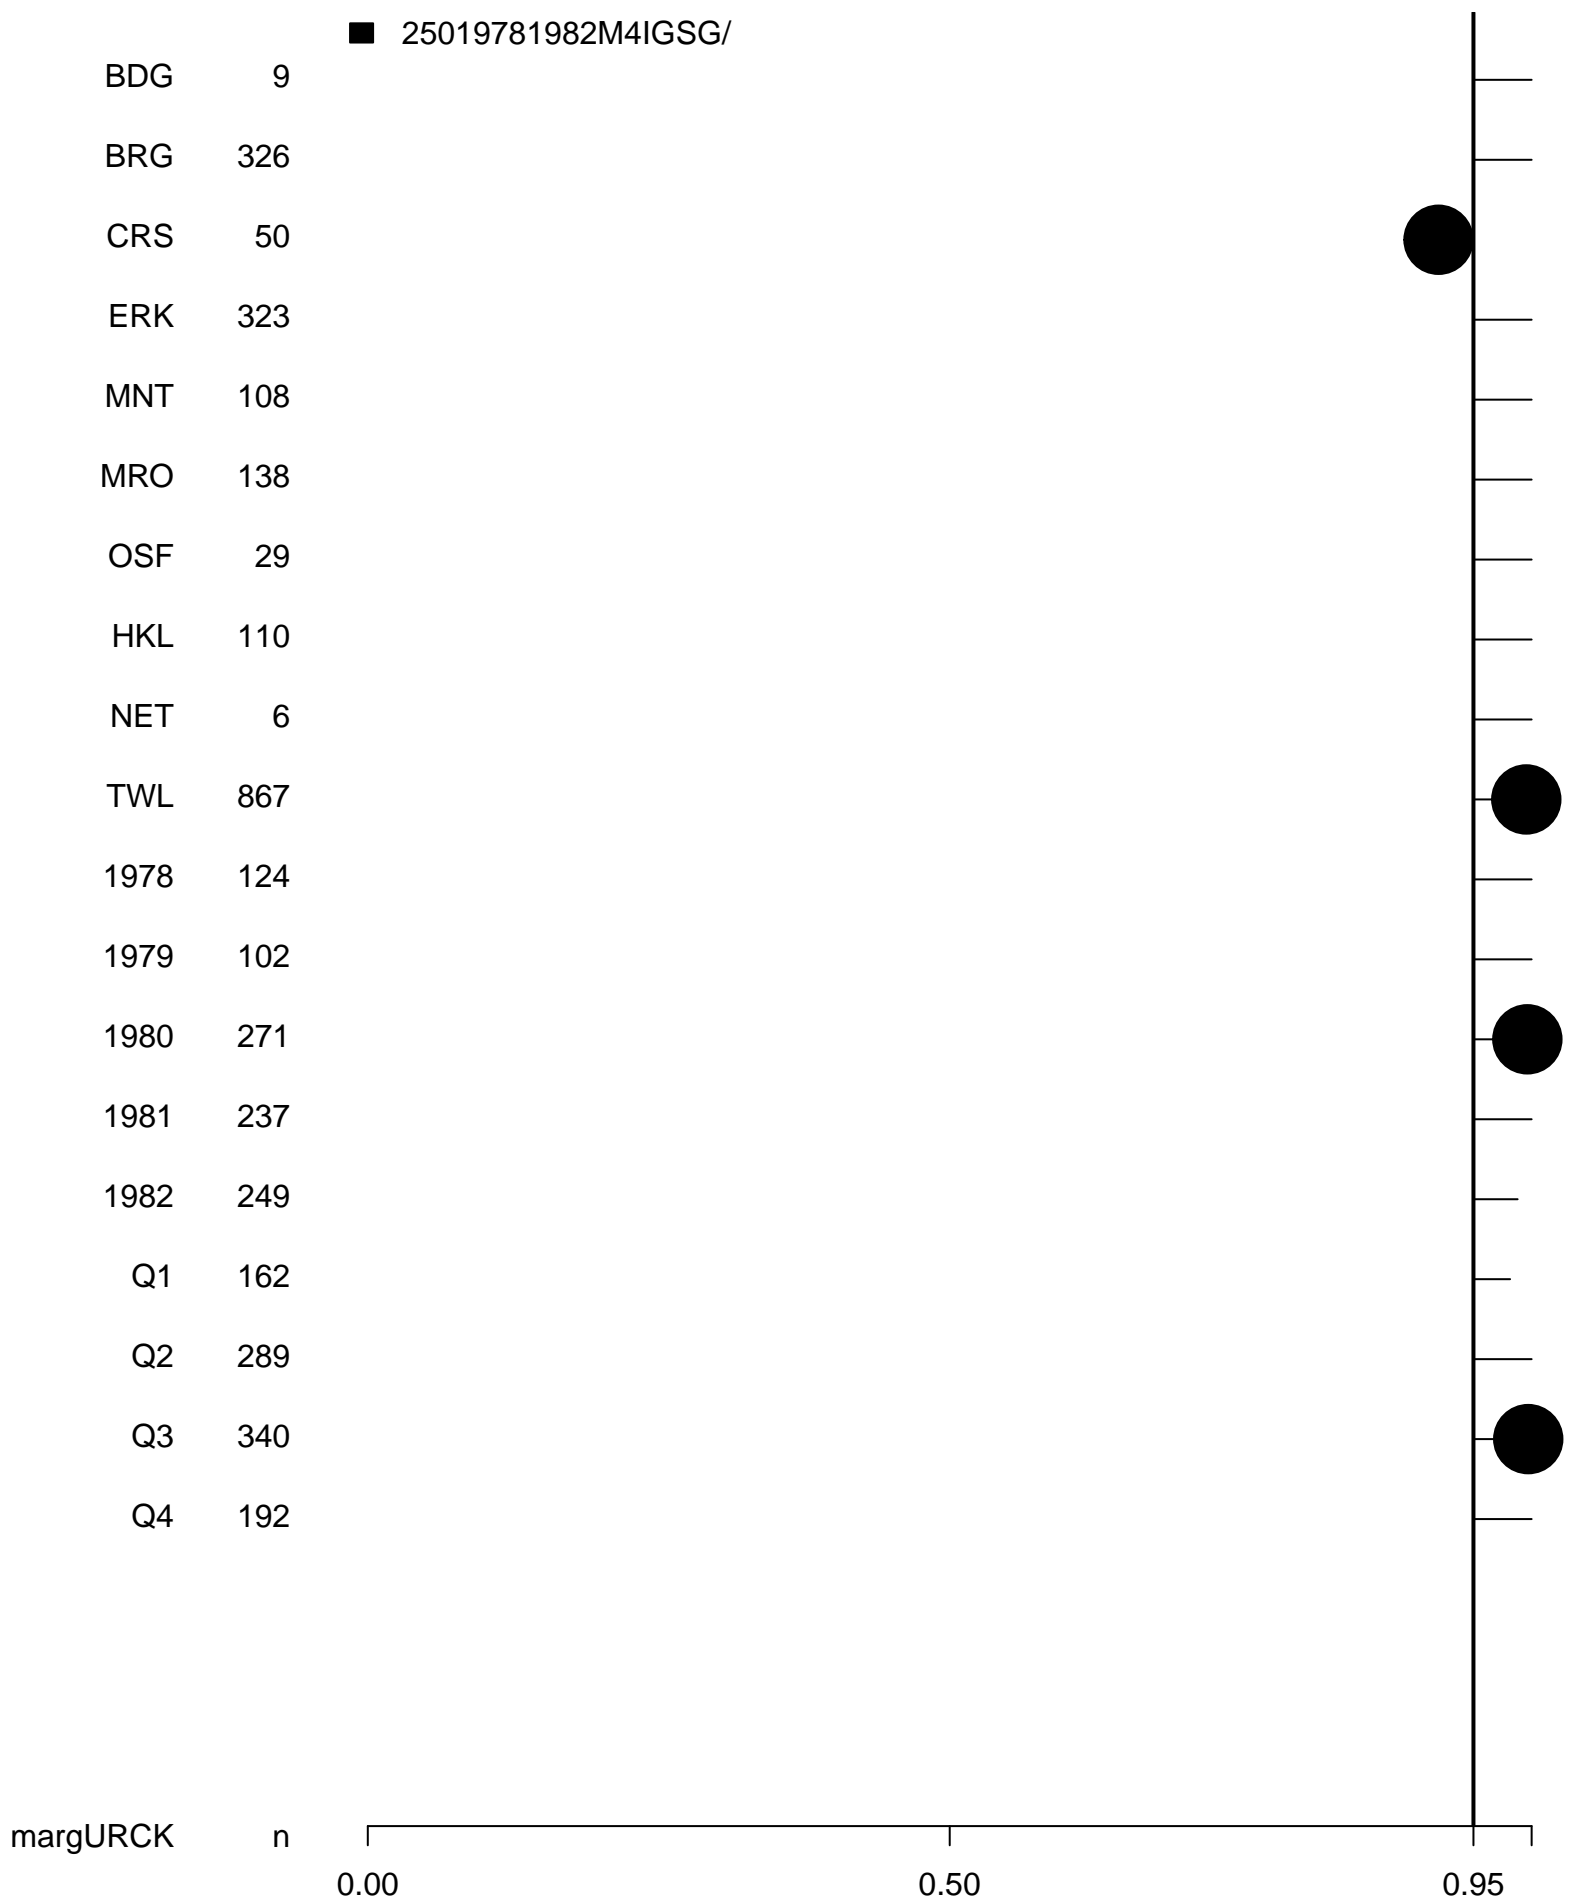 25019781982M4IGSG/
BDG 9
BRG 326
CRS 50
ERK 323
MNT 108
MRO 138
OSF 29
HKL 110
NET 6
TWL 867
1978 124
1979 102
1980 271
1981 237
1982 249
Q1 162
Q2 289
Q3 340
Q4 192
margURCK n
0.00 0.50 0.95